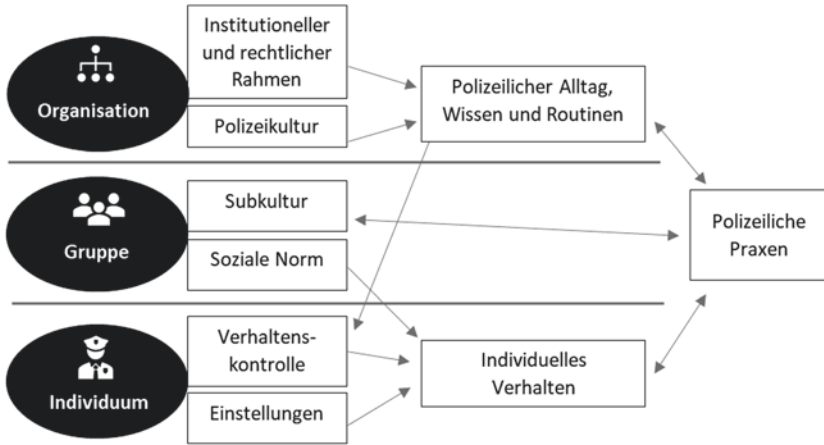 Institutioneller
und rechtlicher
Rahmen
Organisation
Polizeikultur
Polizeilicher Alltag,
Wissen und Routinen
Subkultur
Gruppe
Soziale Norm
Polizeiliche
Praxen
Verhaltens-
kontrolle
Individuum
Einstellungen
Individuelles
Verhalten